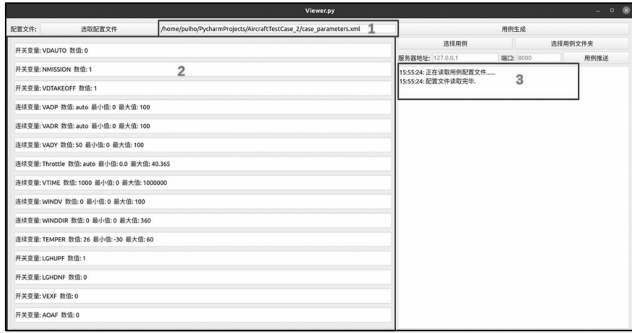 Viewer.py
配置文件: 选取配置文件 /home/puiho/PycharmProjects/AircraftTestCase_2/case_parameters.xml 1 用例生成
选择用例 选择用例文件夹
服务器地址: 127.0.0.1 端口: 8000 用例推送
开关变量: VDAUTO 数值: 0
开关变量: NMISSION 数值: 1
2
开关变量: VDTAKEOFF 数值: 1
连续变量: VADP 数值: auto 最小值: 0 最大值: 100
连续变量: VADR 数值: auto 最小值: 0 最大值: 100
连续变量: VADY 数值: 50 最小值: 0 最大值: 100
连续变量: Throttle 数值: auto 最小值: 0.0 最大值: 40.365
连续变量: VTIME 数值: 1000 最小值: 0 最大值: 1000000
连续变量: WINDV 数值: 0 最小值: 0 最大值: 100
连续变量: WINDDIR 数值: 0 最小值: 0 最大值: 360
连续变量: TEMPER 数值: 26 最小值: -30 最大值: 60
开关变量: LGHUPF 数值: 1
开关变量: LGHDNF 数值: 0
开关变量: VEXF 数值: 0
开关变量: AOAF 数值: 0
15:55:24: 正在读取用例配置文件......
15:55:24: 配置文件读取完毕.
3